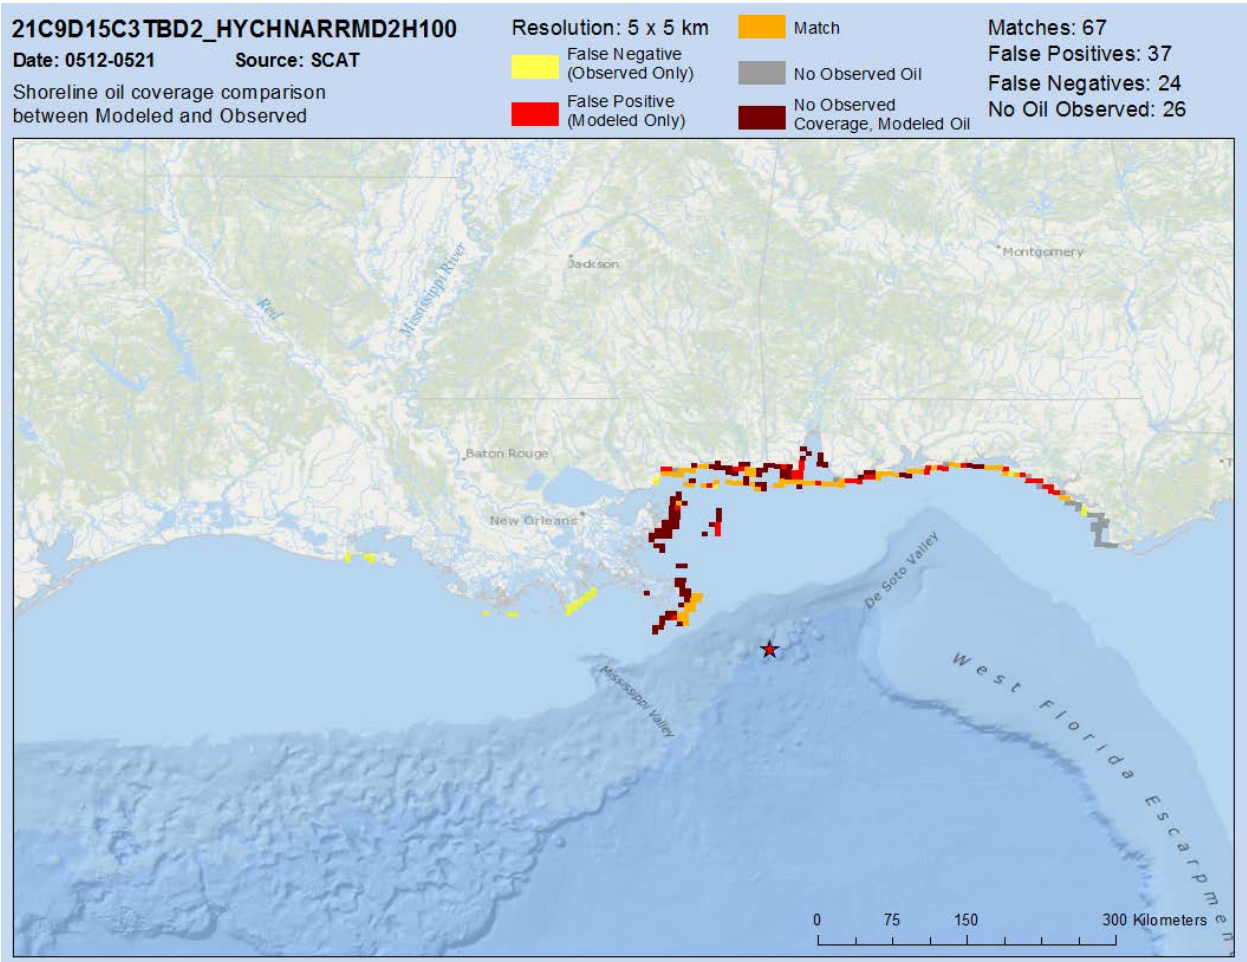 21C9D15C3TBD2_HYCHNARRMD2H100
Date: 0512-0521 Source: SCAT
Shoreline oil coverage comparison
between Modeled and Observed
Resolution: 5 x 5 km
False Negative
(Observed Only)
False Positive
(Modeled Only)
Match
No Observed Oil
No Observed
Coverage, Modeled Oil
Matches: 67
False Positives: 37
False Negatives: 24
No Oil Observed: 26
Montgomery
Jackson
Mississippi River
Red
Baton Rouge
T
New Orleans
De Soto Valley
Mississippi Valley
West Florida Escarpmen
0 75 150 300 Kilometers